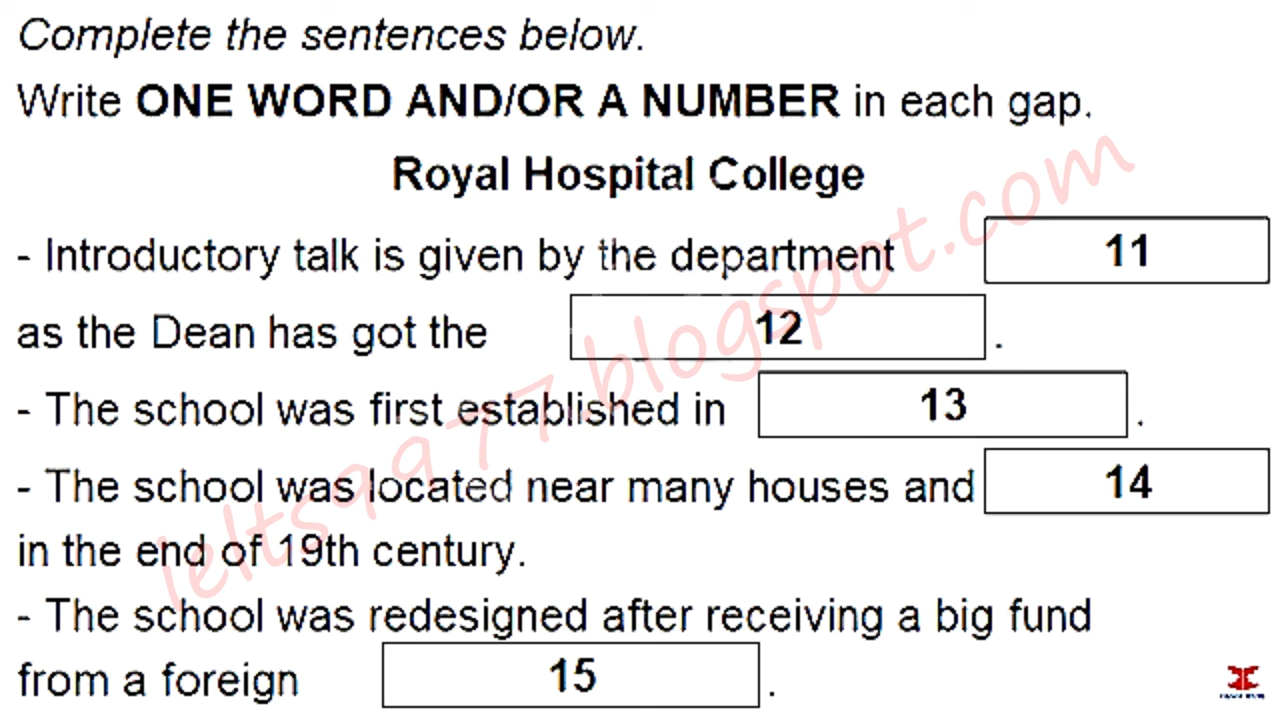 Complete the sentences below.
Write ONE WORD AND/OR A NUMBER in each gap.
Royal Hospital College
- Introductory talk is given by the department 11
as the Dean has got the 12 .
- The school was first established in 13 .
- The school was located near many houses and 14
in the end of 19th century.
- The school was redesigned after receiving a big fund
from a foreign 15 .
ielts9977.blogspot.com